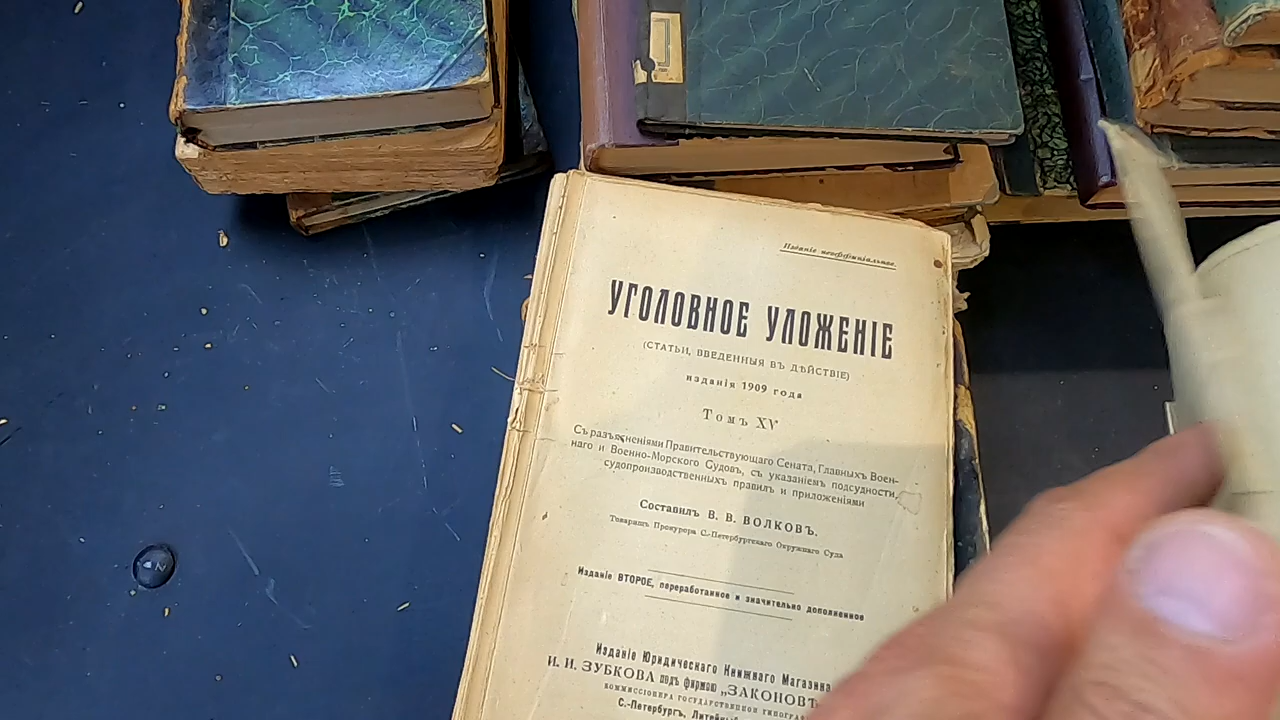 Изданіе неоффиціальное.
УГОЛОВНОЕ УЛОЖЕНІЕ
(СТАТЬИ, ВВЕДЕННЫЯ ВЪ ДѢЙСТВІЕ)
изданія 1909 года
Томъ XV
Съ разъясненіями Правительствующаго Сената, Главныхъ Воен-
наго и Военно-Морского Судовъ, съ указаніемъ подсудности,
судопроизводственныхъ правилъ и приложеніями
Составилъ В. В. ВОЛКОВЪ.
Товарищъ Прокурора С.-Петербургскаго Окружнаго Суда
Изданіе ВТОРОЕ, переработанное и значительно дополненное
Изданіе Юридическаго Книжнаго Магазина
И. И. ЗУБКОВА подъ фирмою „ЗАКОНОВѢ
КОММИССІОНЕРА ГОСУДАРСТВЕННОЙ ТИПОГРАФ
С.-Петербургъ, Литейный